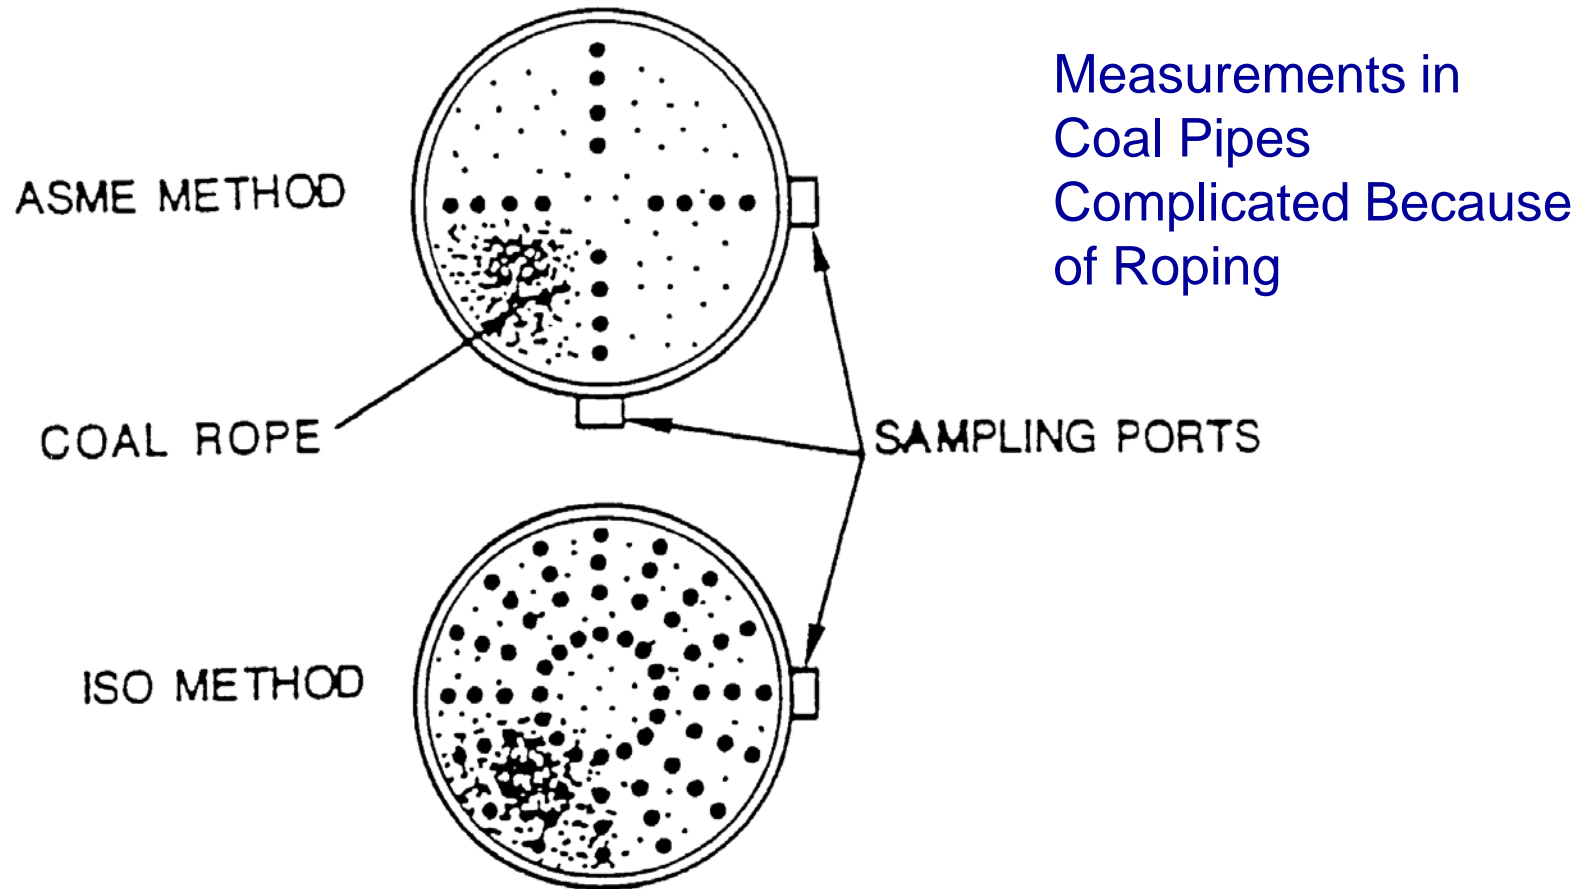 Measurements in
Coal Pipes
Complicated Because
of Roping
ASME METHOD
COAL ROPE
SAMPLING PORTS
ISO METHOD